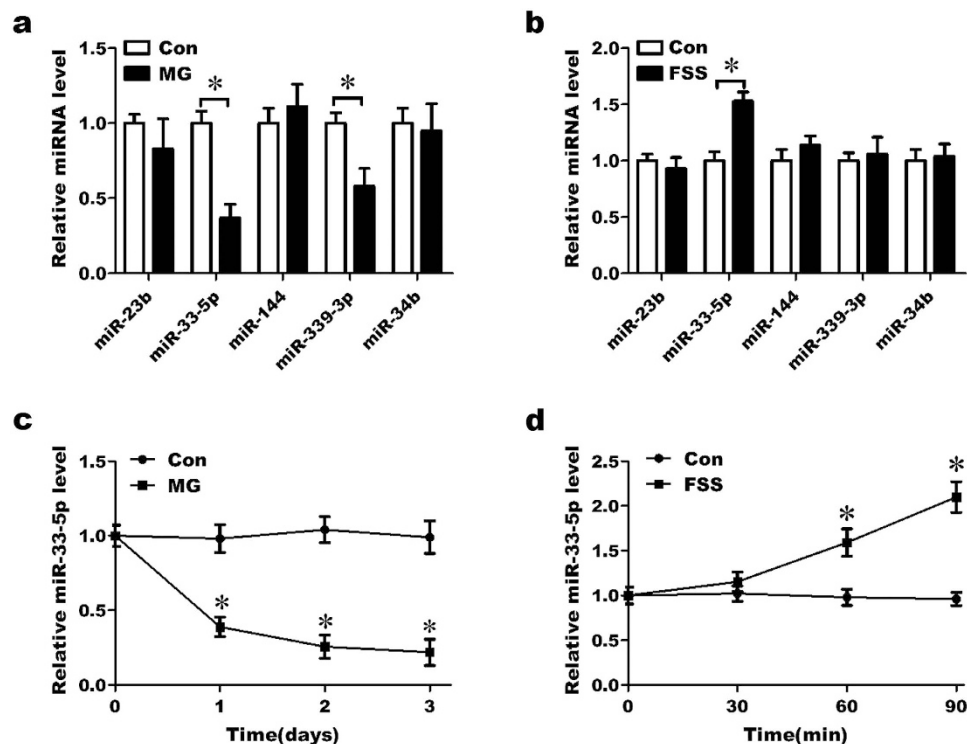 a
Con
MG
Relative miRNA level
1.5
1.0
0.5
0.0
*
*
miR-23b
miR-33-5p
miR-144
miR-339-3p
miR-34b
b
Con
FSS
Relative miRNA level
2.0
1.5
1.0
0.5
0.0
*
miR-23b
miR-33-5p
miR-144
miR-339-3p
miR-34b
c
Con
MG
Relative miR-33-5p level
1.5
1.0
0.5
0.0
*
*
*
0 1 2 3
Time(days)
d
Con
FSS
Relative miR-33-5p level
2.5
2.0
1.5
1.0
0.5
0.0
*
*
0 30 60 90
Time(min)